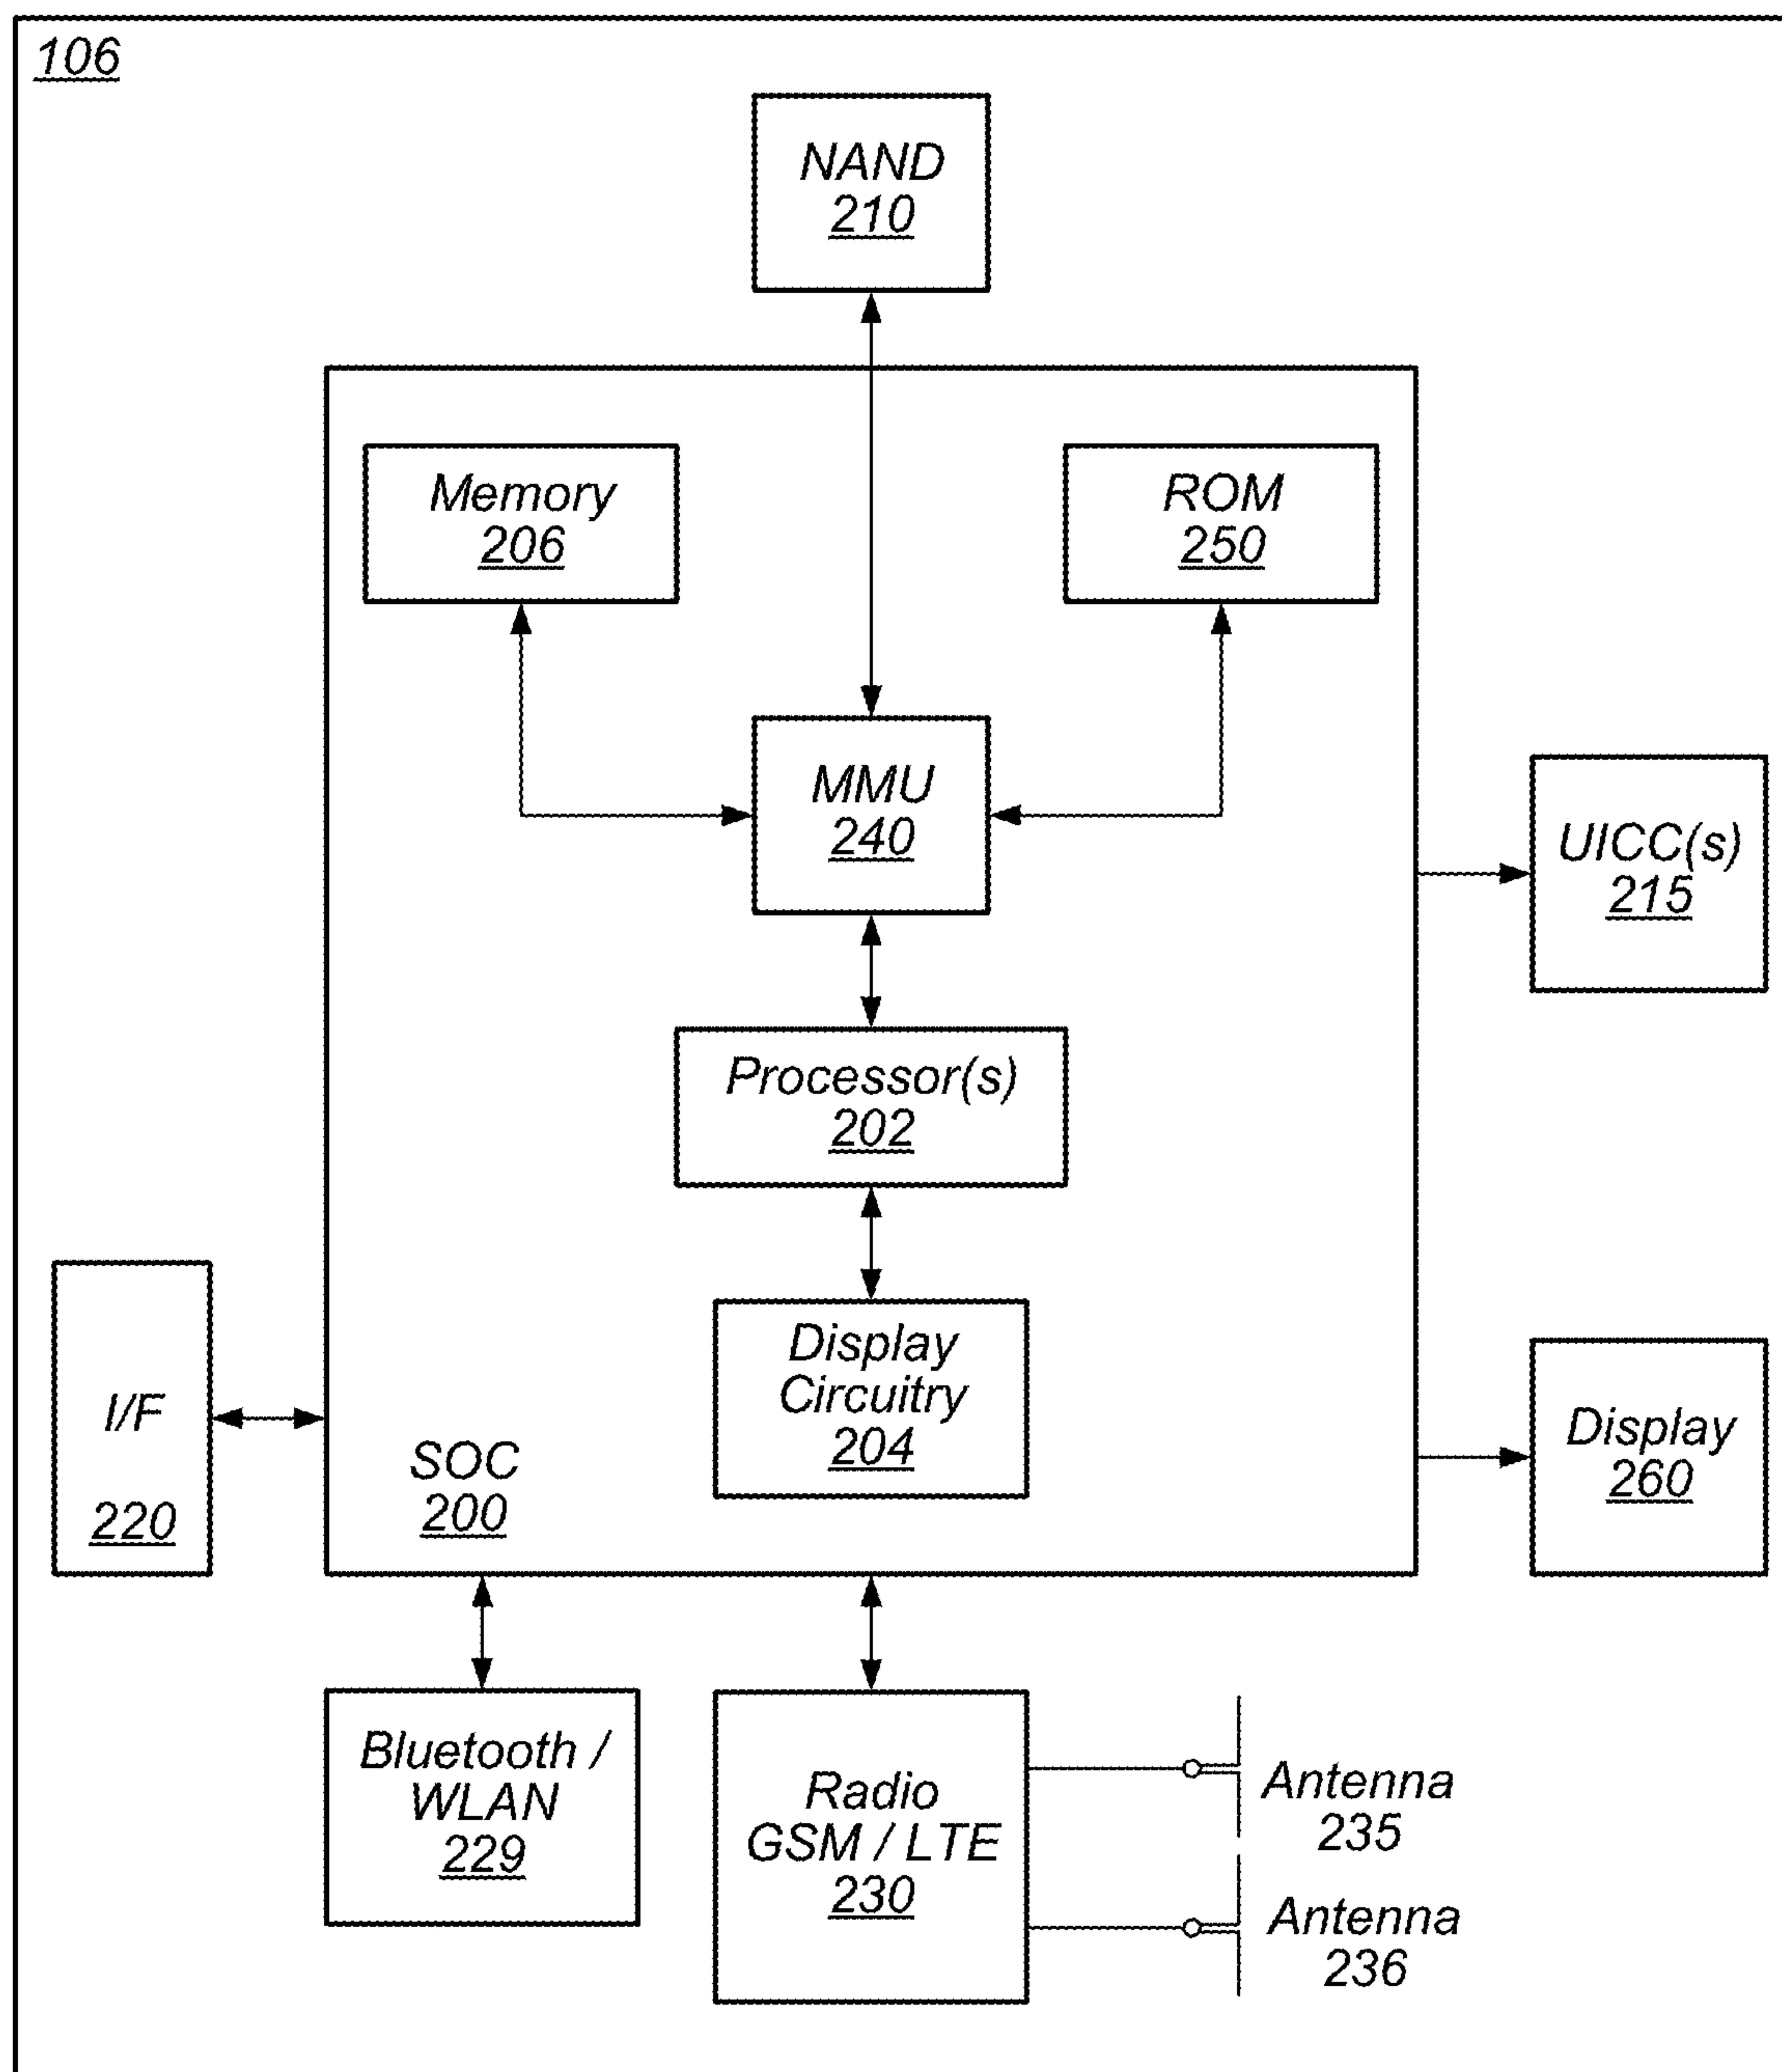 106
NAND
210
Memory
206
ROM
250
MMU
240
UICC(s)
215
Processor(s)
202
Display
Circuitry
204
I/F
220
SOC
200
Display
260
Bluetooth /
WLAN
229
Radio
GSM / LTE
230
Antenna
235
Antenna
236